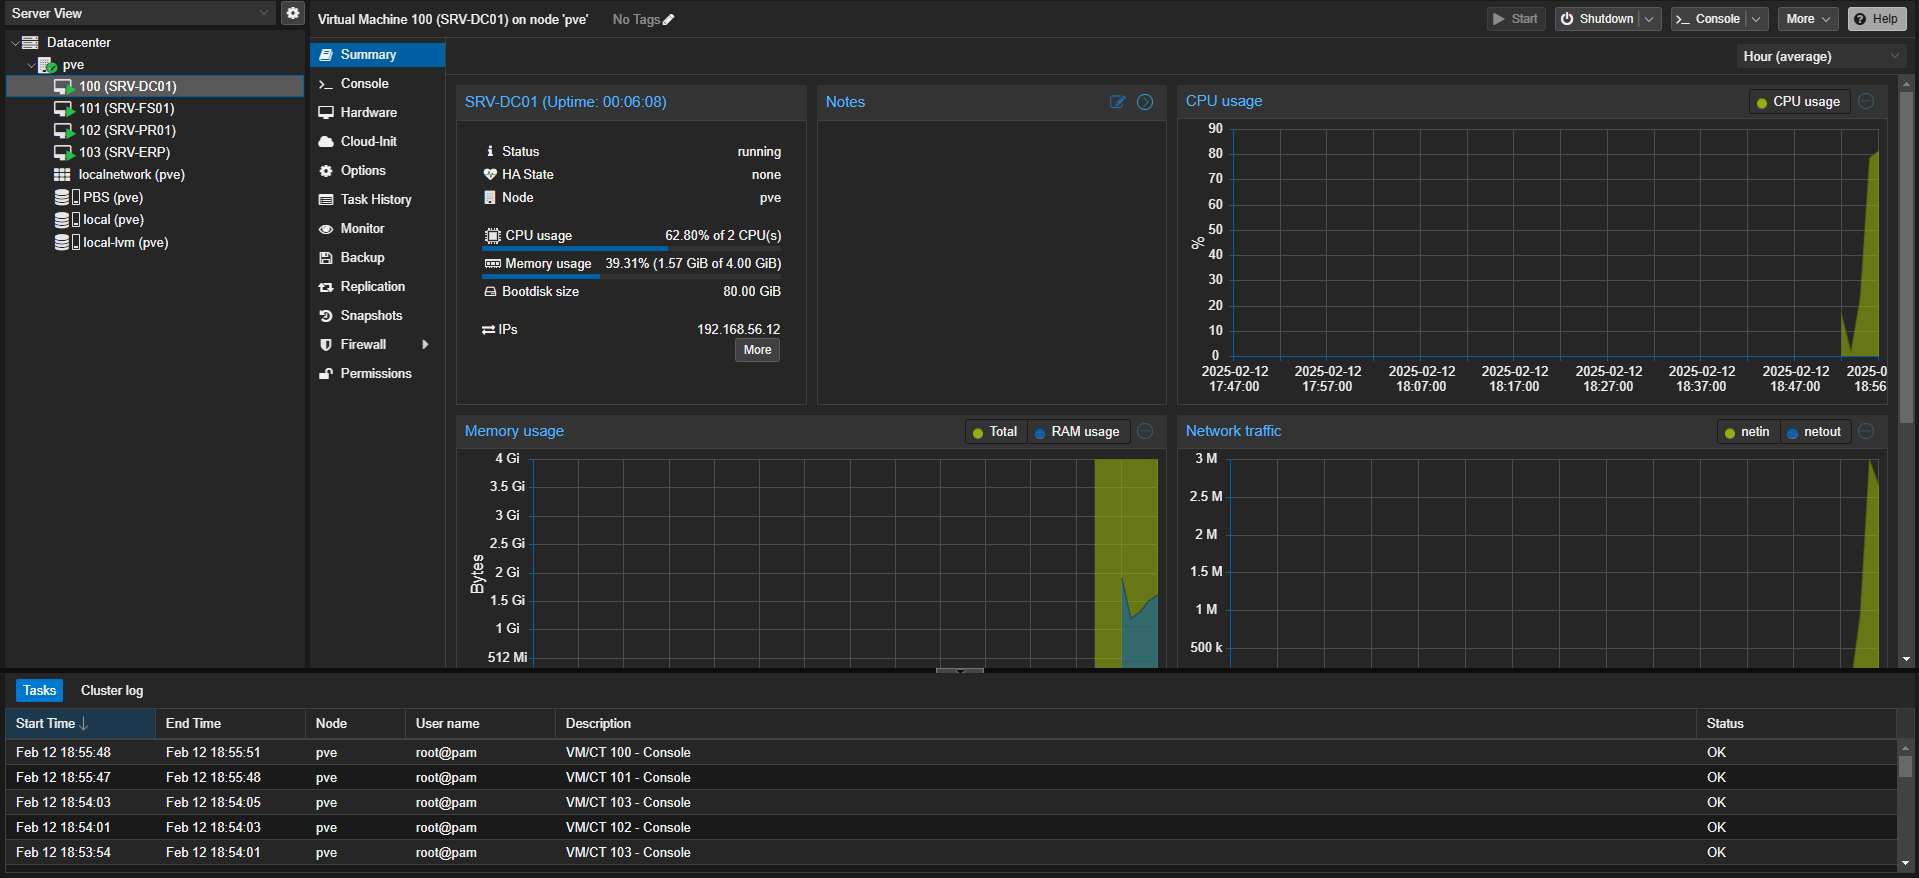 Server View
Virtual Machine 100 (SRV-DC01) on node 'pve' No Tags
Start Shutdown Console More Help
Datacenter
pve
100 (SRV-DC01)
101 (SRV-FS01)
102 (SRV-PR01)
103 (SRV-ERP)
localnetwork (pve)
PBS (pve)
local (pve)
local-lvm (pve)
Summary
Console
Hardware
Cloud-Init
Options
Task History
Monitor
Backup
Replication
Snapshots
Firewall
Permissions
Hour (average)
SRV-DC01 (Uptime: 00:06:08)
Status running
HA State none
Node pve
CPU usage 62.80% of 2 CPU(s)
Memory usage 39.31% (1.57 GiB of 4.00 GiB)
Bootdisk size 80.00 GiB
IPs 192.168.56.12
More
Notes
CPU usage
CPU usage
90
80
70
60
50
40
30
20
10
0
%
2025-02-12 2025-02-12 2025-02-12 2025-02-12 2025-02-12 2025-02-12 2025-02-12 2025-0
17:47:00 17:57:00 18:07:00 18:17:00 18:27:00 18:37:00 18:47:00 18:56
Memory usage
Total RAM usage
4 Gi
3.5 Gi
3 Gi
2.5 Gi
2 Gi
1.5 Gi
1 Gi
512 Mi
Bytes
Network traffic
netin netout
3 M
2.5 M
2 M
1.5 M
1 M
500 k
Tasks Cluster log
Start Time End Time Node User name Description Status
Feb 12 18:55:48 Feb 12 18:55:51 pve root@pam VM/CT 100 - Console OK
Feb 12 18:55:47 Feb 12 18:55:48 pve root@pam VM/CT 101 - Console OK
Feb 12 18:54:03 Feb 12 18:54:05 pve root@pam VM/CT 103 - Console OK
Feb 12 18:54:01 Feb 12 18:54:03 pve root@pam VM/CT 102 - Console OK
Feb 12 18:53:54 Feb 12 18:54:01 pve root@pam VM/CT 103 - Console OK